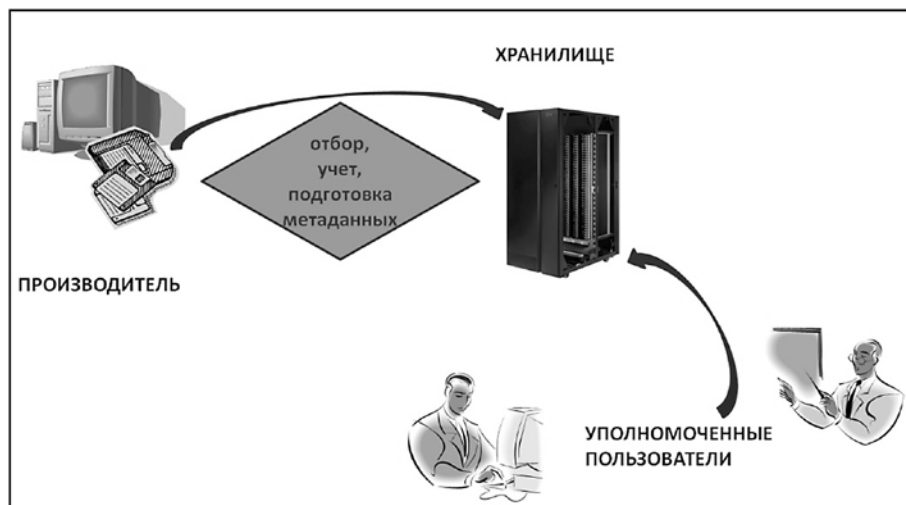 ХРАНИЛИЩЕ
отбор,
учет,
подготовка
метаданных
ПРОИЗВОДИТЕЛЬ
УПОЛНОМОЧЕННЫЕ
ПОЛЬЗОВАТЕЛИ